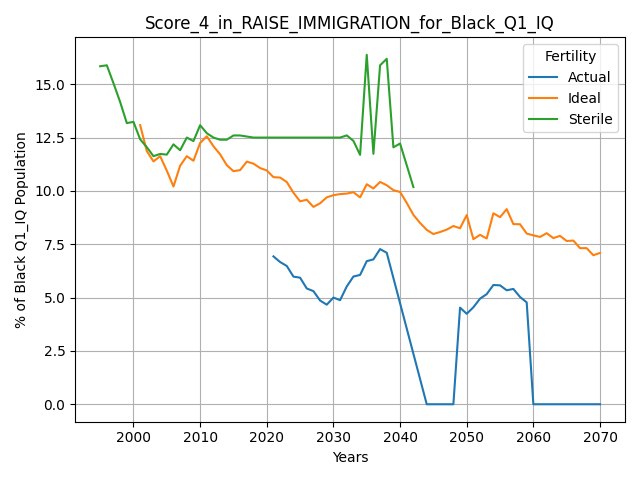 Score_4_in_RAISE_IMMIGRATION_for_Black_Q1_IQ
Fertility
Actual
Ideal
Sterile
% of Black Q1_IQ Population
15.0
12.5
10.0
7.5
5.0
2.5
0.0
2000 2010 2020 2030 2040 2050 2060 2070
Years